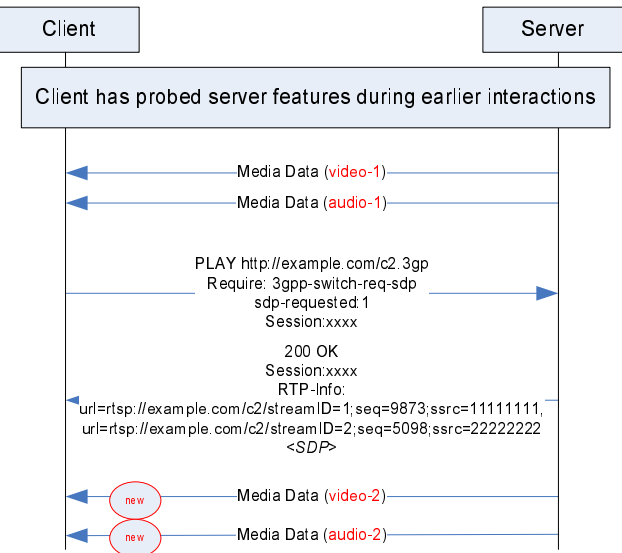 Client
Server
Client has probed server features during earlier interactions
Media Data (video-1)
Media Data (audio-1)
PLAY http://example.com/c2.3gp
Require: 3gpp-switch-req-sdp
sdp-requested:1
Session:xxxx
200 OK
Session:xxxx
RTP-Info:
url=rtsp://example.com/c2/streamID=1;seq=9873;ssrc=11111111,
url=rtsp://example.com/c2/streamID=2;seq=5098;ssrc=22222222
<SDP>
new
Media Data (video-2)
new
Media Data (audio-2)